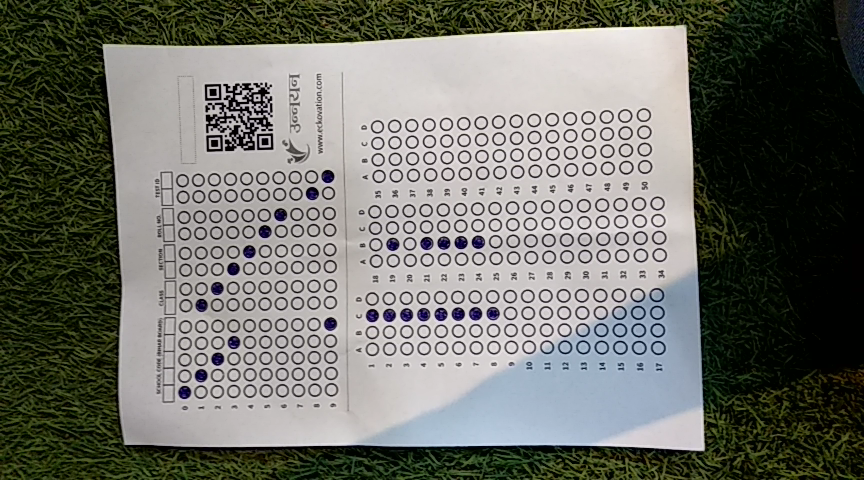 SCHOOL CODE (BIHAR BOARD) CLASS SECTION ROLL NO. TEST ID
0
1
2
3
4
5
6
7
8
9
उन्नयन
www.eckovation.com
A B C D A B C D A B C D
1 18 35
2 19 36
3 20 37
4 21 38
5 22 39
6 23 40
7 24 41
8 25 42
9 26 43
10 27 44
11 28 45
12 29 46
13 30 47
14 31 48
15 32 49
16 33 50
17 34